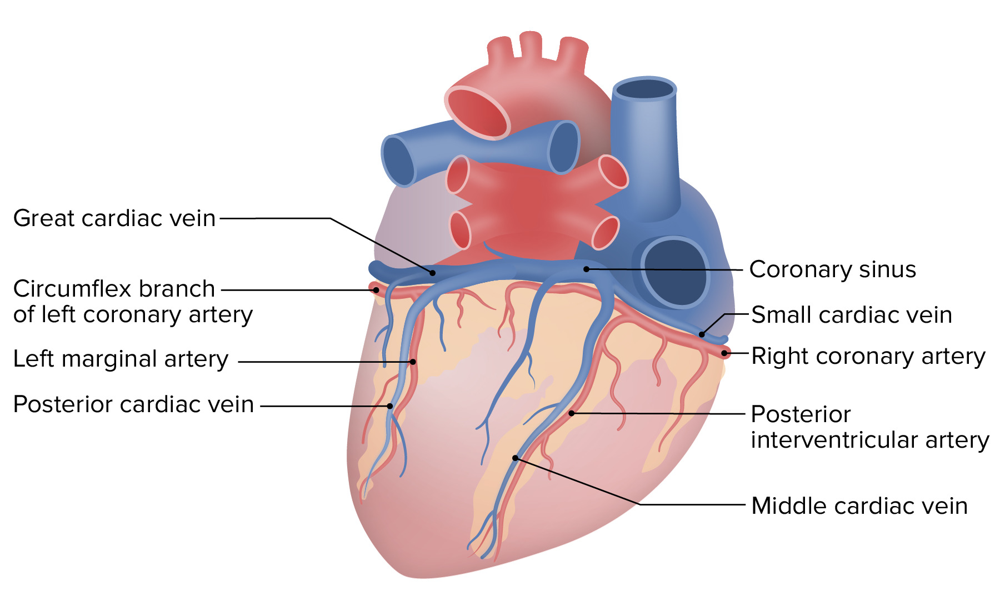 Great cardiac vein
Circumflex branch
of left coronary artery
Left marginal artery
Posterior cardiac vein
Coronary sinus
Small cardiac vein
Right coronary artery
Posterior
interventricular artery
Middle cardiac vein